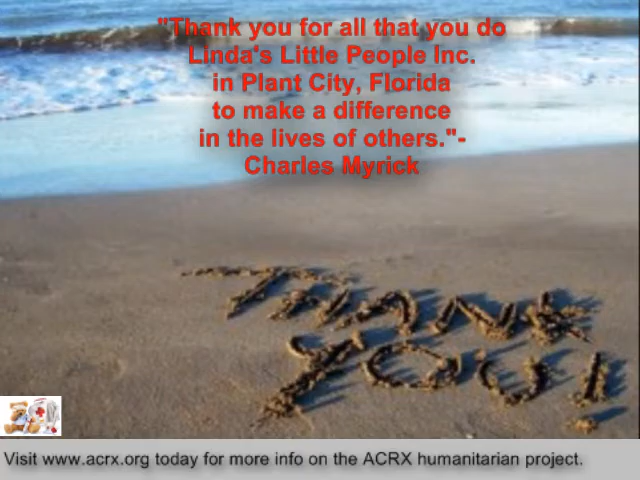 "Thank you for all that you do
Linda's Little People Inc.
in Plant City, Florida
to make a difference
in the lives of others."-
Charles Myrick
THANK
YOU!
Visit www.acrx.org today for more info on the ACRX humanitarian project.